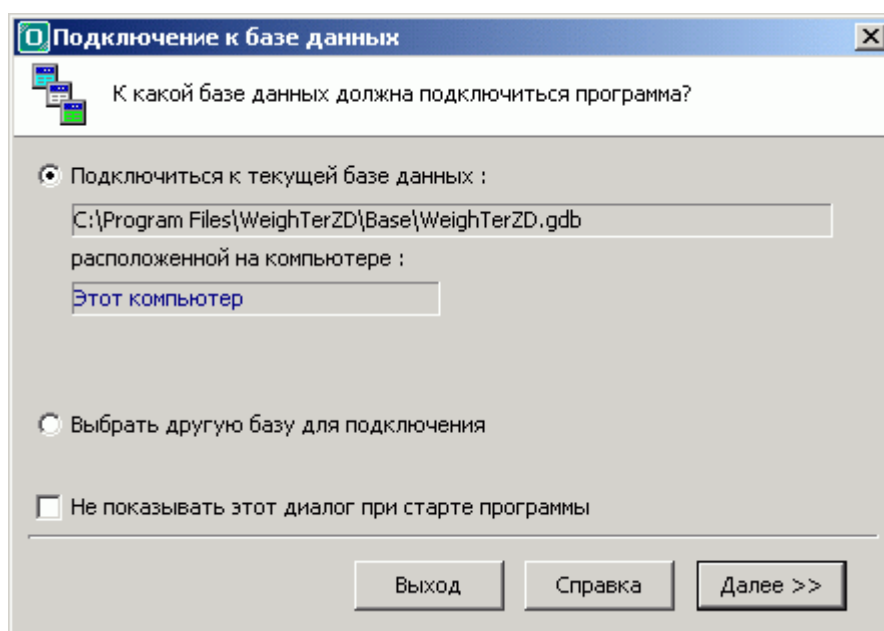 Подключение к базе данных
К какой базе данных должна подключиться программа?
Подключиться к текущей базе данных :
C:\Program Files\WeighTerZD\Base\WeighTerZD.gdb
расположенной на компьютере :
Этот компьютер
Выбрать другую базу для подключения
Не показывать этот диалог при старте программы
Выход Справка Далее >>